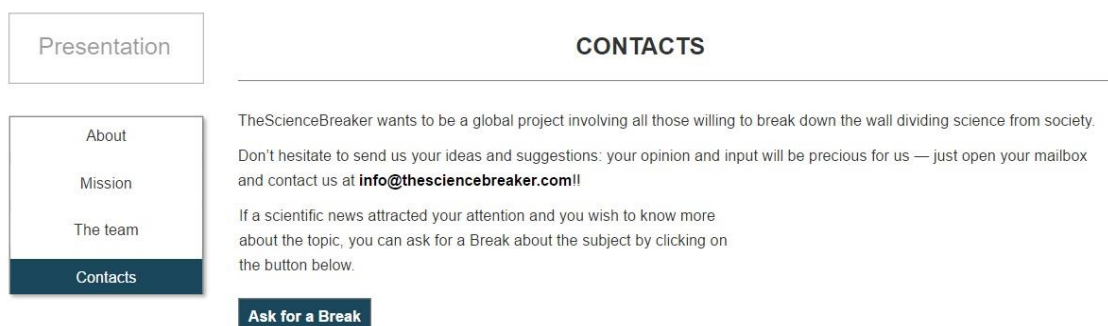 Presentation
CONTACTS
About
Mission
The team
Contacts
TheScienceBreaker wants to be a global project involving all those willing to break down the wall dividing science from society.
Don't hesitate to send us your ideas and suggestions: your opinion and input will be precious for us — just open your mailbox
and contact us at info@thesciencebreaker.com!!
If a scientific news attracted your attention and you wish to know more
about the topic, you can ask for a Break about the subject by clicking on
the button below.
Ask for a Break